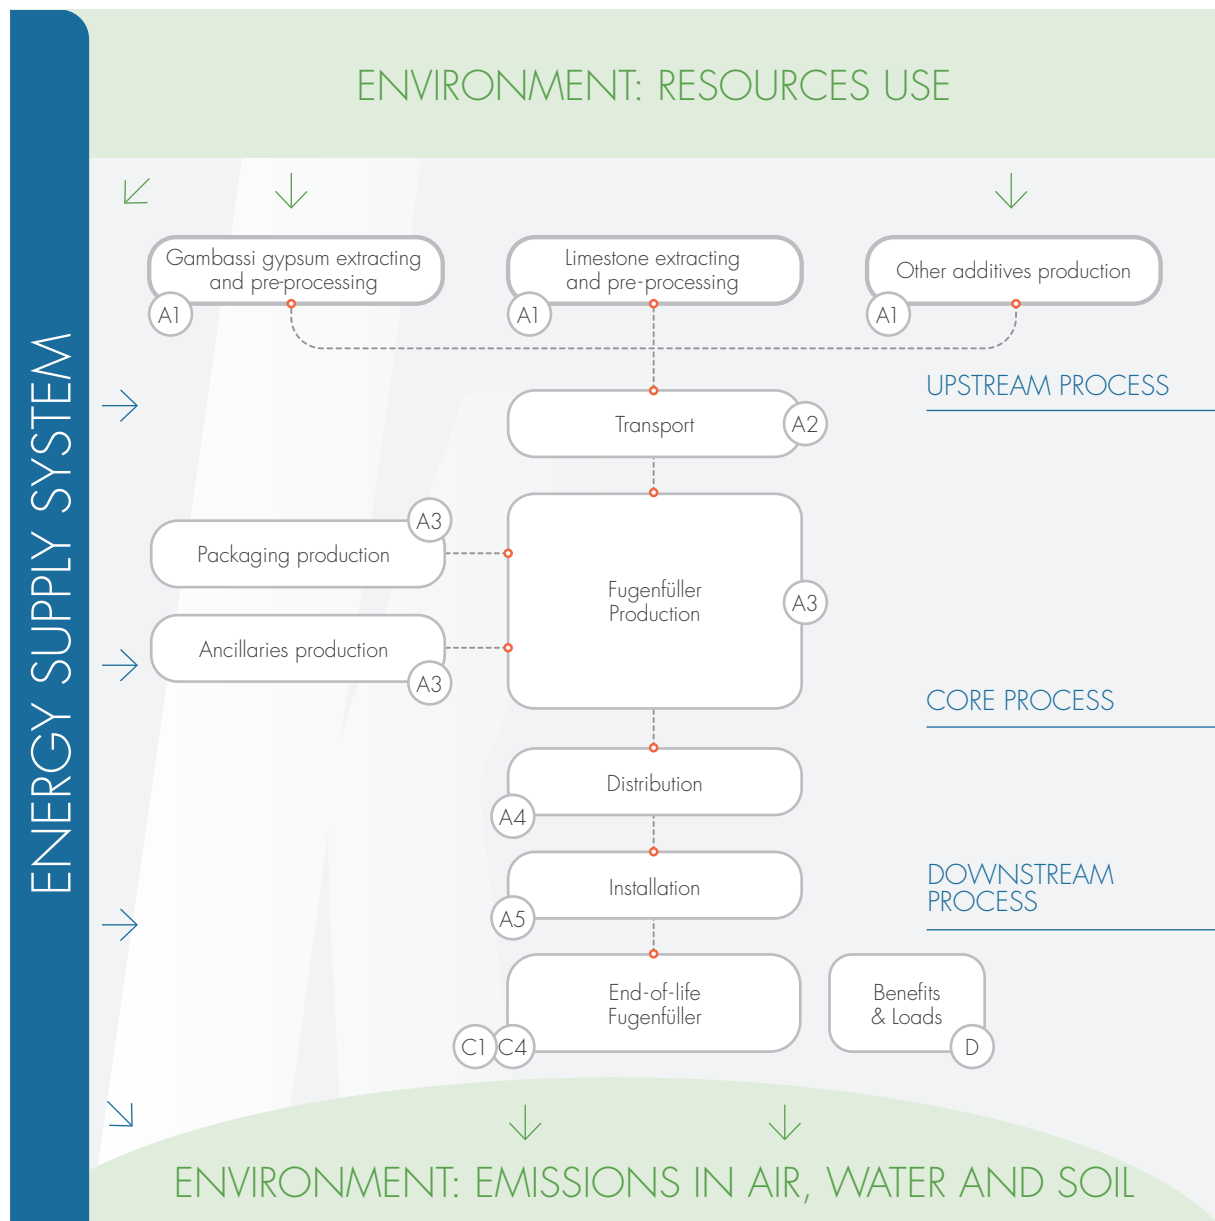 ENVIRONMENT: RESOURCES USE
ENERGY SUPPLY SYSTEM
Gambassi gypsum extracting
and pre-processing
A1
Limestone extracting
and pre-processing
A1
Other additives production
A1
UPSTREAM PROCESS
Transport
A2
Packaging production
A3
Ancillaries production
A3
Fugenfüller
Production
A3
CORE PROCESS
Distribution
A4
Installation
A5
DOWNSTREAM
PROCESS
End-of-life
Fugenfüller
C1
C4
Benefits
& Loads
D
ENVIRONMENT: EMISSIONS IN AIR, WATER AND SOIL